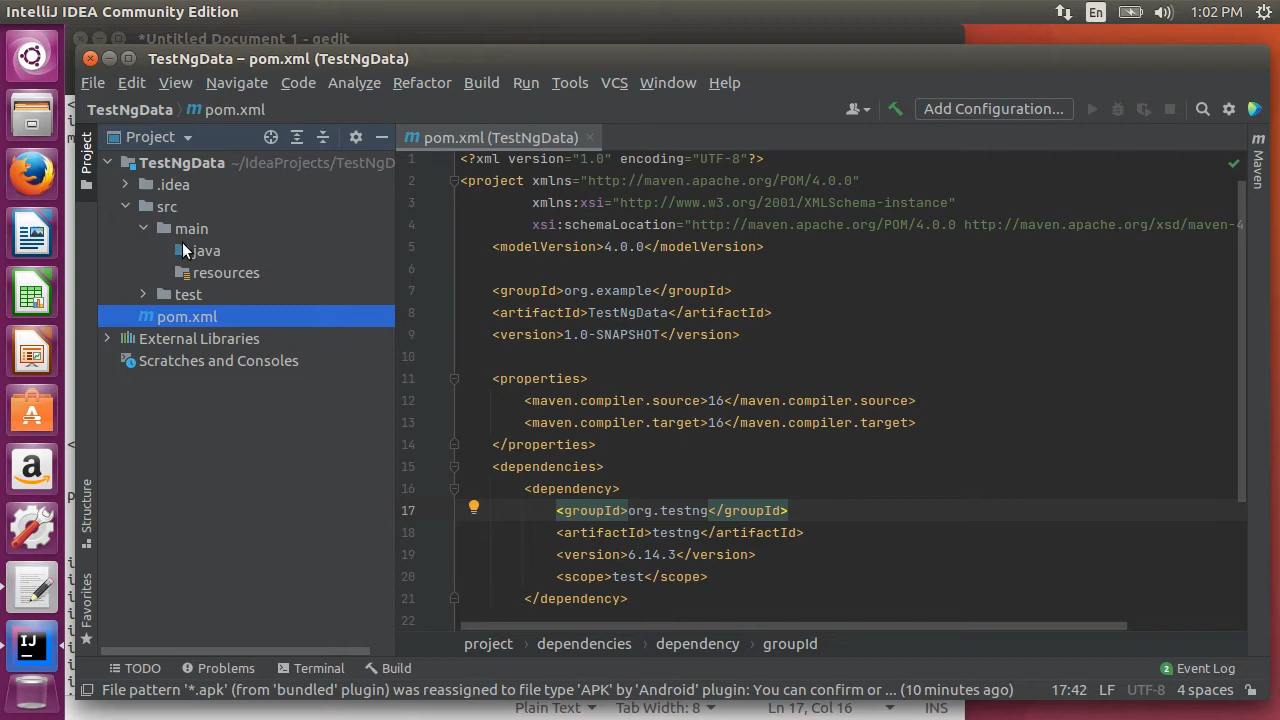 IntelliJ IDEA Community Edition
En
1:02 PM
*Untitled Document 1 - gedit
TestNgData – pom.xml (TestNgData)
File Edit View Navigate Code Analyze Refactor Build Run Tools VCS Window Help
TestNgData pom.xml
Add Configuration...
Project
pom.xml (TestNgData)
Project
Structure
Favorites
Maven
TestNgData ~/IdeaProjects/TestNgD
.idea
src
main
java
resources
test
pom.xml
External Libraries
Scratches and Consoles
1 <?xml version="1.0" encoding="UTF-8"?>
2 <project xmlns="http://maven.apache.org/POM/4.0.0"
3 xmlns:xsi="http://www.w3.org/2001/XMLSchema-instance"
4 xsi:schemaLocation="http://maven.apache.org/POM/4.0.0 http://maven.apache.org/xsd/maven-4
5 <modelVersion>4.0.0</modelVersion>
6
7 <groupId>org.example</groupId>
8 <artifactId>TestNgData</artifactId>
9 <version>1.0-SNAPSHOT</version>
10
11 <properties>
12 <maven.compiler.source>16</maven.compiler.source>
13 <maven.compiler.target>16</maven.compiler.target>
14 </properties>
15 <dependencies>
16 <dependency>
17 <groupId>org.testng</groupId>
18 <artifactId>testng</artifactId>
19 <version>6.14.3</version>
20 <scope>test</scope>
21 </dependency>
22
project dependencies dependency groupId
TODO Problems Terminal Build
2 Event Log
File pattern '*.apk' (from 'bundled' plugin) was reassigned to file type 'APK' by 'Android' plugin: You can confirm or ... (10 minutes ago)
17:42 LF UTF-8 4 spaces
Plain Text Tab Width: 8 Ln 17, Col 16 INS